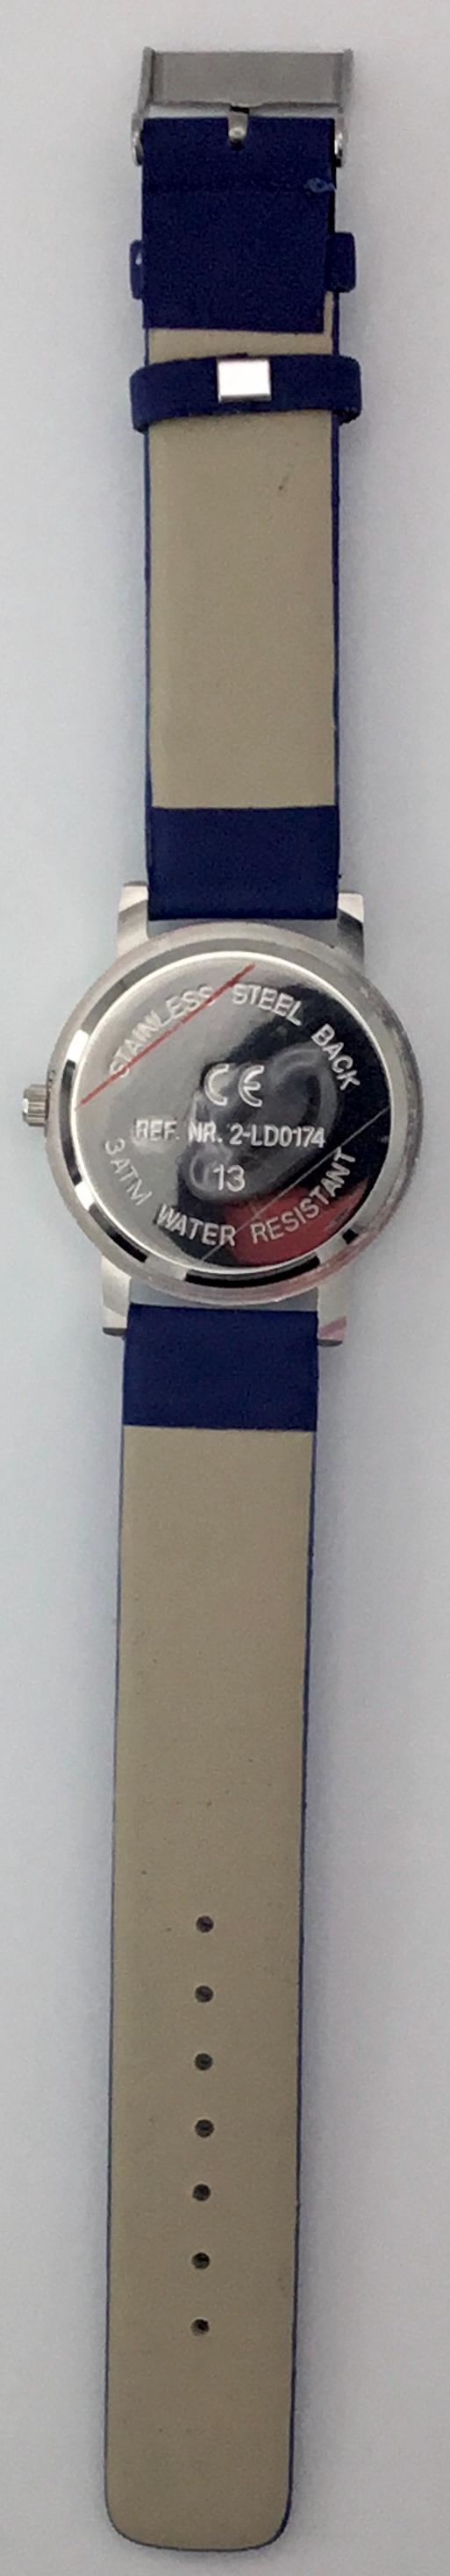 STAINLESS STEEL BACK
CE
REF. NR. 2-LD0174
13
3ATM WATER RESISTANT